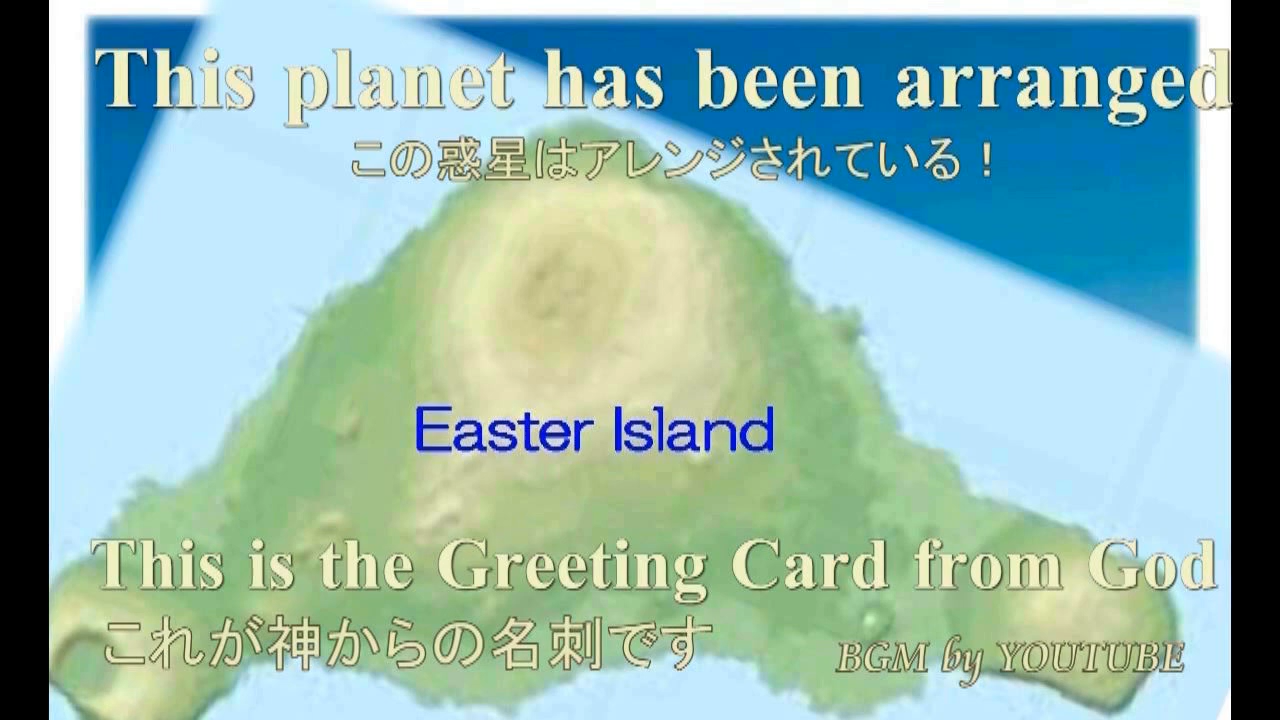 This planet has been arranged
この惑星はアレンジされている！
Easter Island
This is the Greeting Card from God
これが神からの名刺です
BGM by YOUTUBE